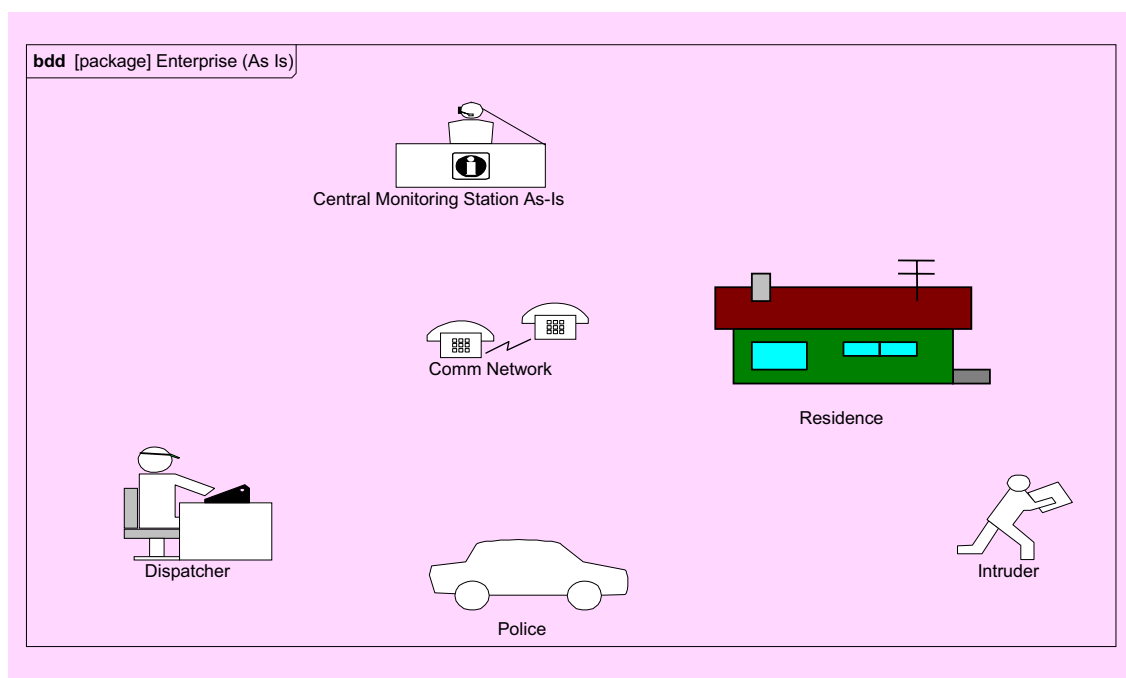 bdd [package] Enterprise (As Is)
Central Monitoring Station As-Is
Comm Network
Residence
Dispatcher
Intruder
Police